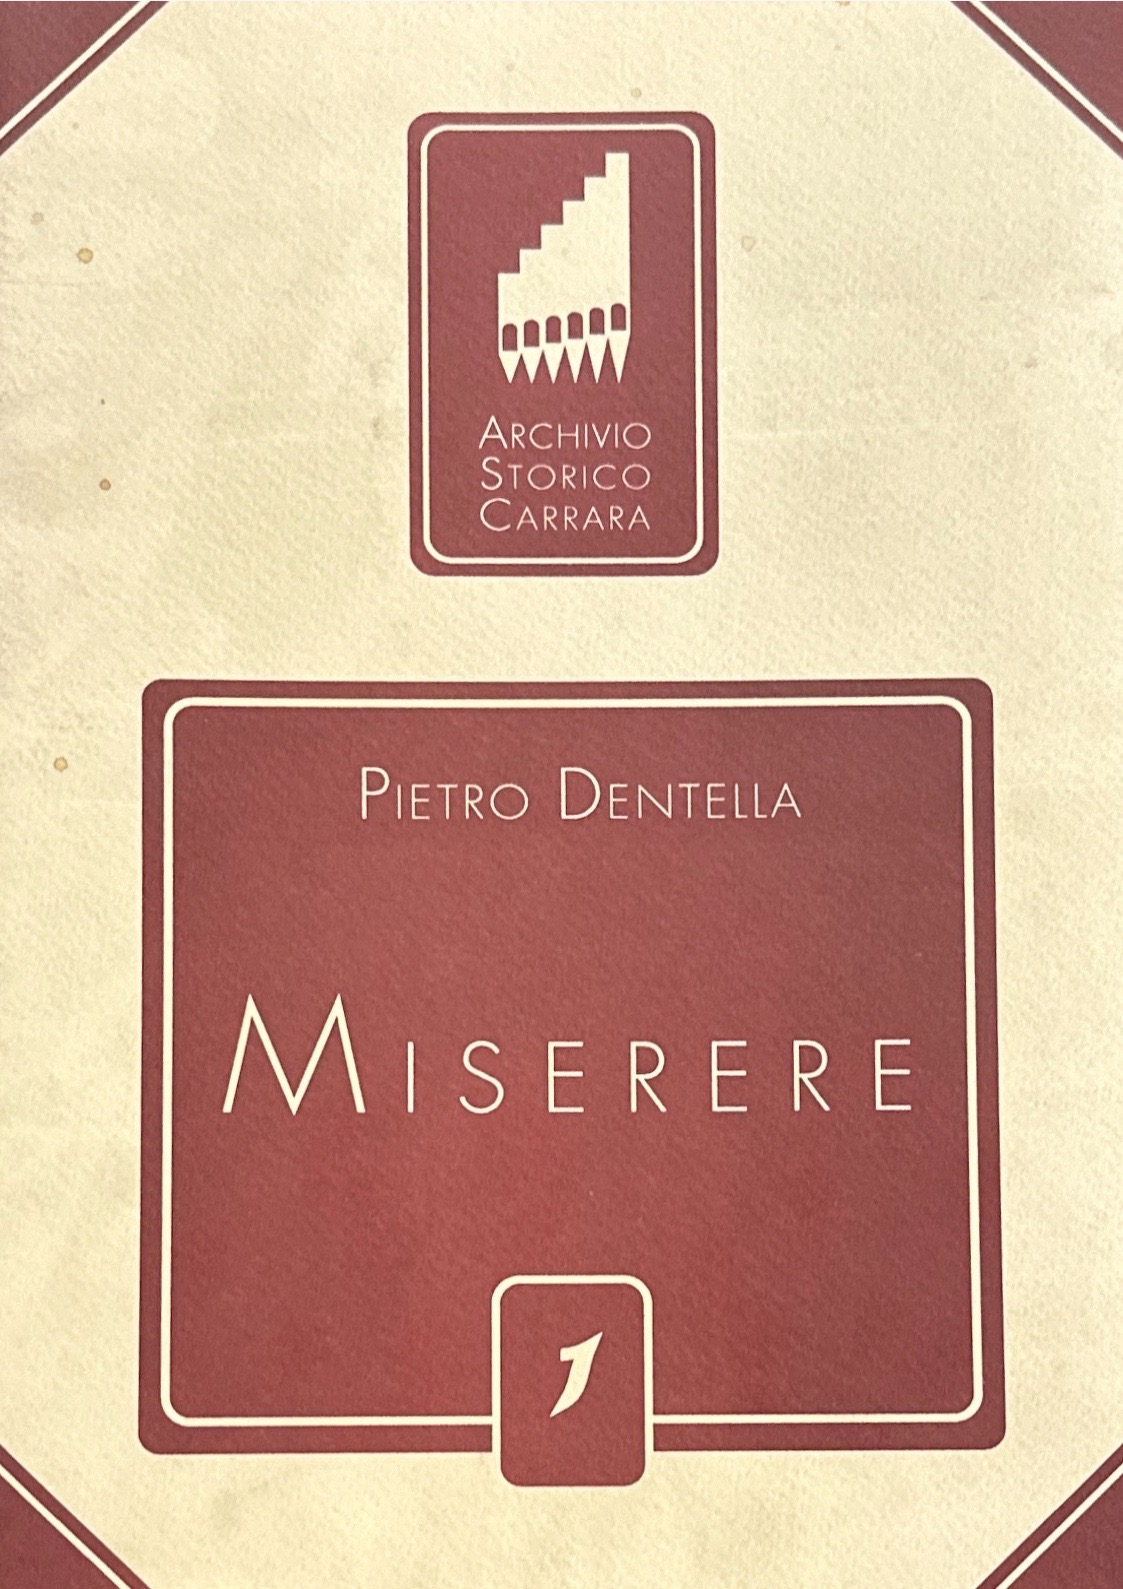 ARCHIVIO
STORICO
CARRARA
PIETRO DENTELLA
MISERERE
1